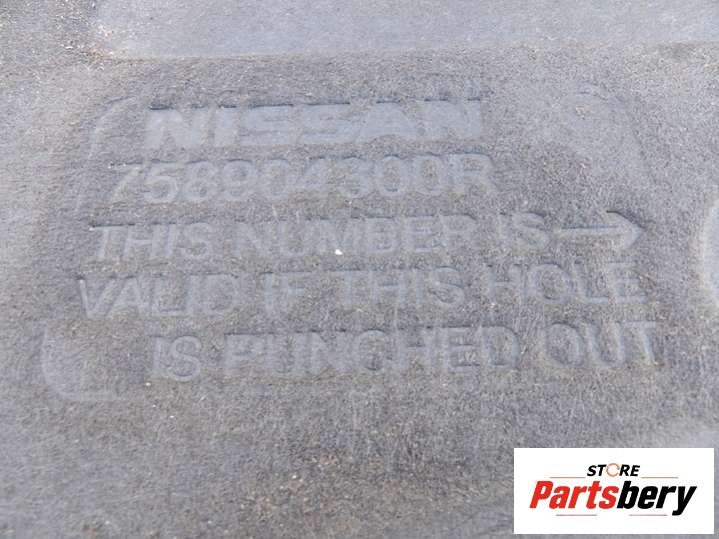 NISSAN
758904300R
THIS NUMBER IS →
VALID IF THIS HOLE
IS PUNCHED OUT
STORE
Partsbery